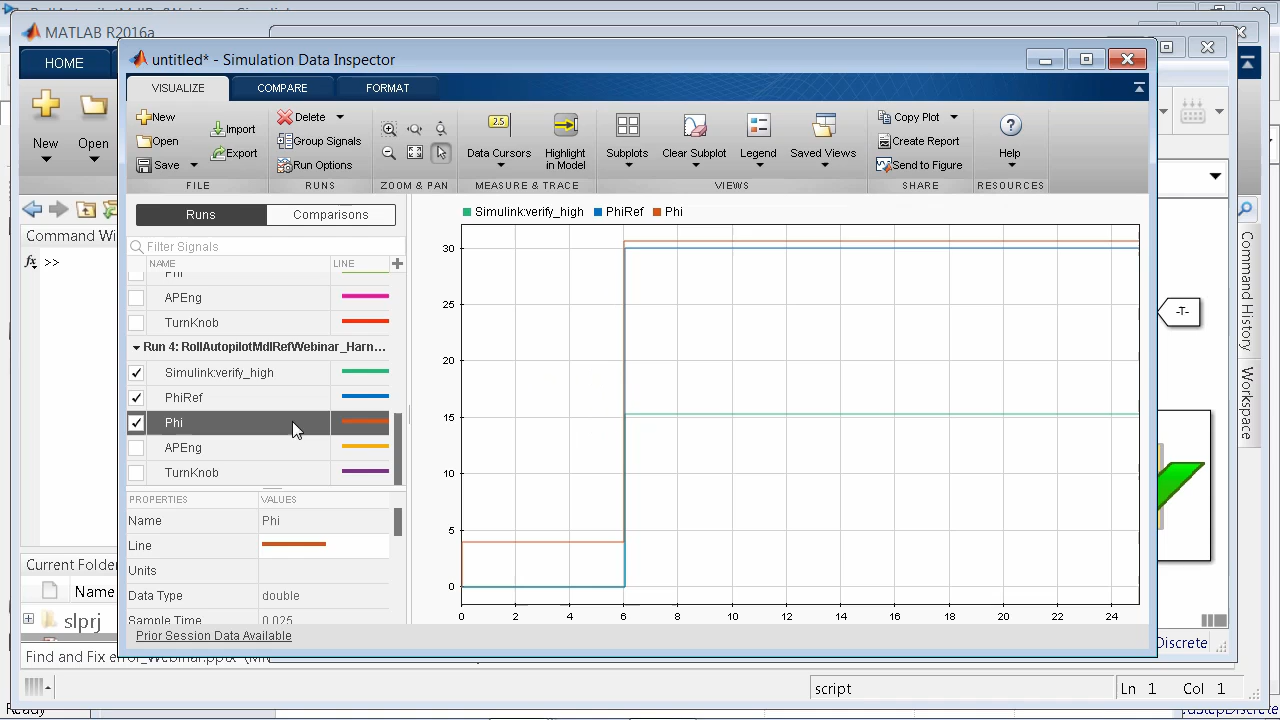 MATLAB R2016a
untitled* - Simulation Data Inspector
HOME
VISUALIZE COMPARE FORMAT
New
Open
New
Open
Save
Import
Export
Delete
Group Signals
Run Options
2.5
Data Cursors
Highlight
in Model
Subplots
Clear Subplot
Legend
Saved Views
Copy Plot
Create Report
Send to Figure
Help
FILE RUNS ZOOM & PAN MEASURE & TRACE VIEWS SHARE RESOURCES
Runs Comparisons
Filter Signals
NAME LINE
Phi
APEng
TurnKnob
Run 4: RollAutopilotMdlRefWebinar_Harn...
Simulink:verify_high
PhiRef
Phi
APEng
TurnKnob
PROPERTIES VALUES
Name Phi
Line
Units
Data Type double
Sample Time 0.025
Prior Session Data Available
Simulink:verify_high PhiRef Phi
30
25
20
15
10
5
0
0 2 4 6 8 10 12 14 16 18 20 22 24
Command Wi
fx >>
Current Folder
Name
slprj
Command History
Workspace
-T-
Discrete
script
Ln 1 Col 1
Ready